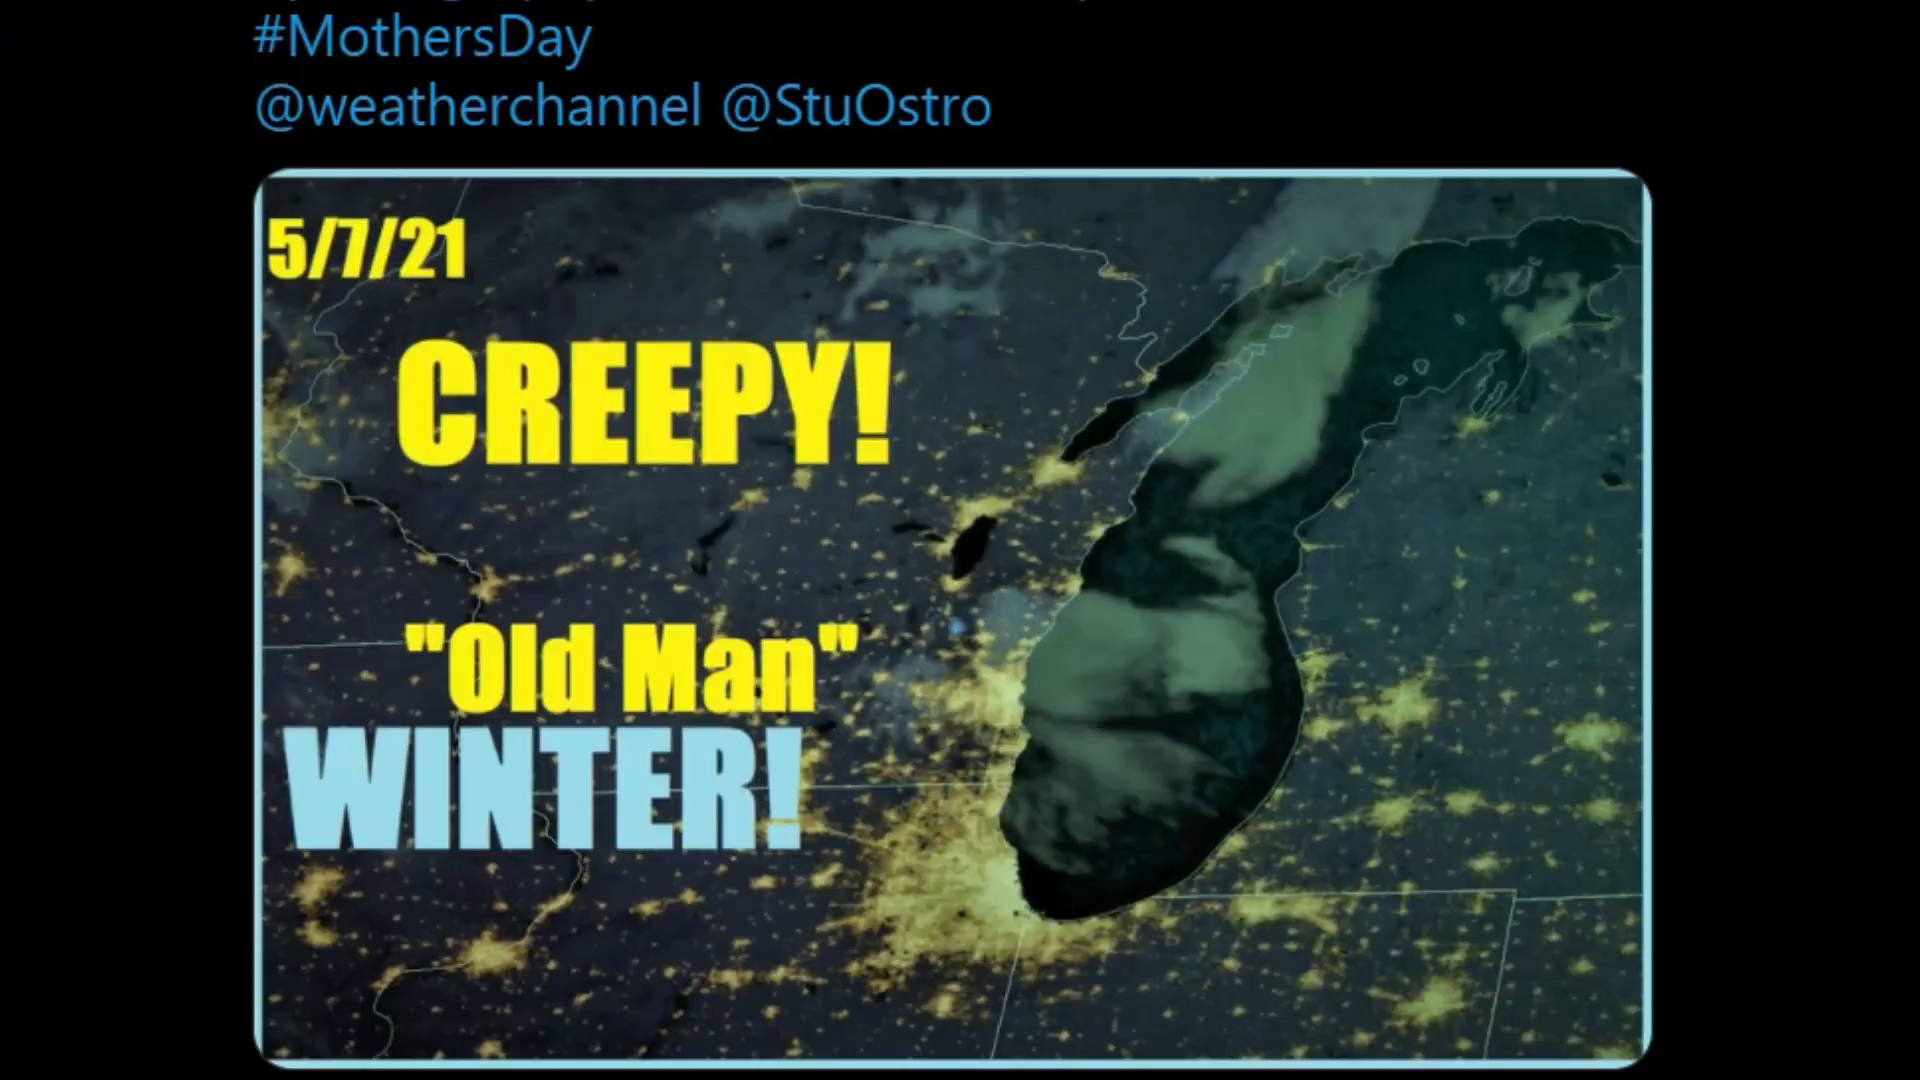 #MothersDay
@weatherchannel @StuOstro
5/7/21
CREEPY!
"Old Man"
WINTER!